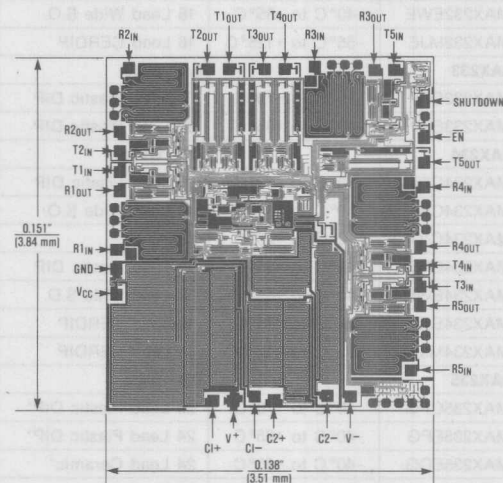 T1OUT T4OUT
R2IN T2OUT T3OUT R3IN R3OUT T5IN
SHUTDOWN
EN
R2OUT
T2IN
T1IN
R1OUT
T5OUT
R4IN
0.151"
(3.84 mm)
R1IN
GND
VCC
R4OUT
T4IN
T3IN
R5OUT
R5IN
C1+ V+ C1− C2+ C2− V−
0.138"
(3.51 mm)